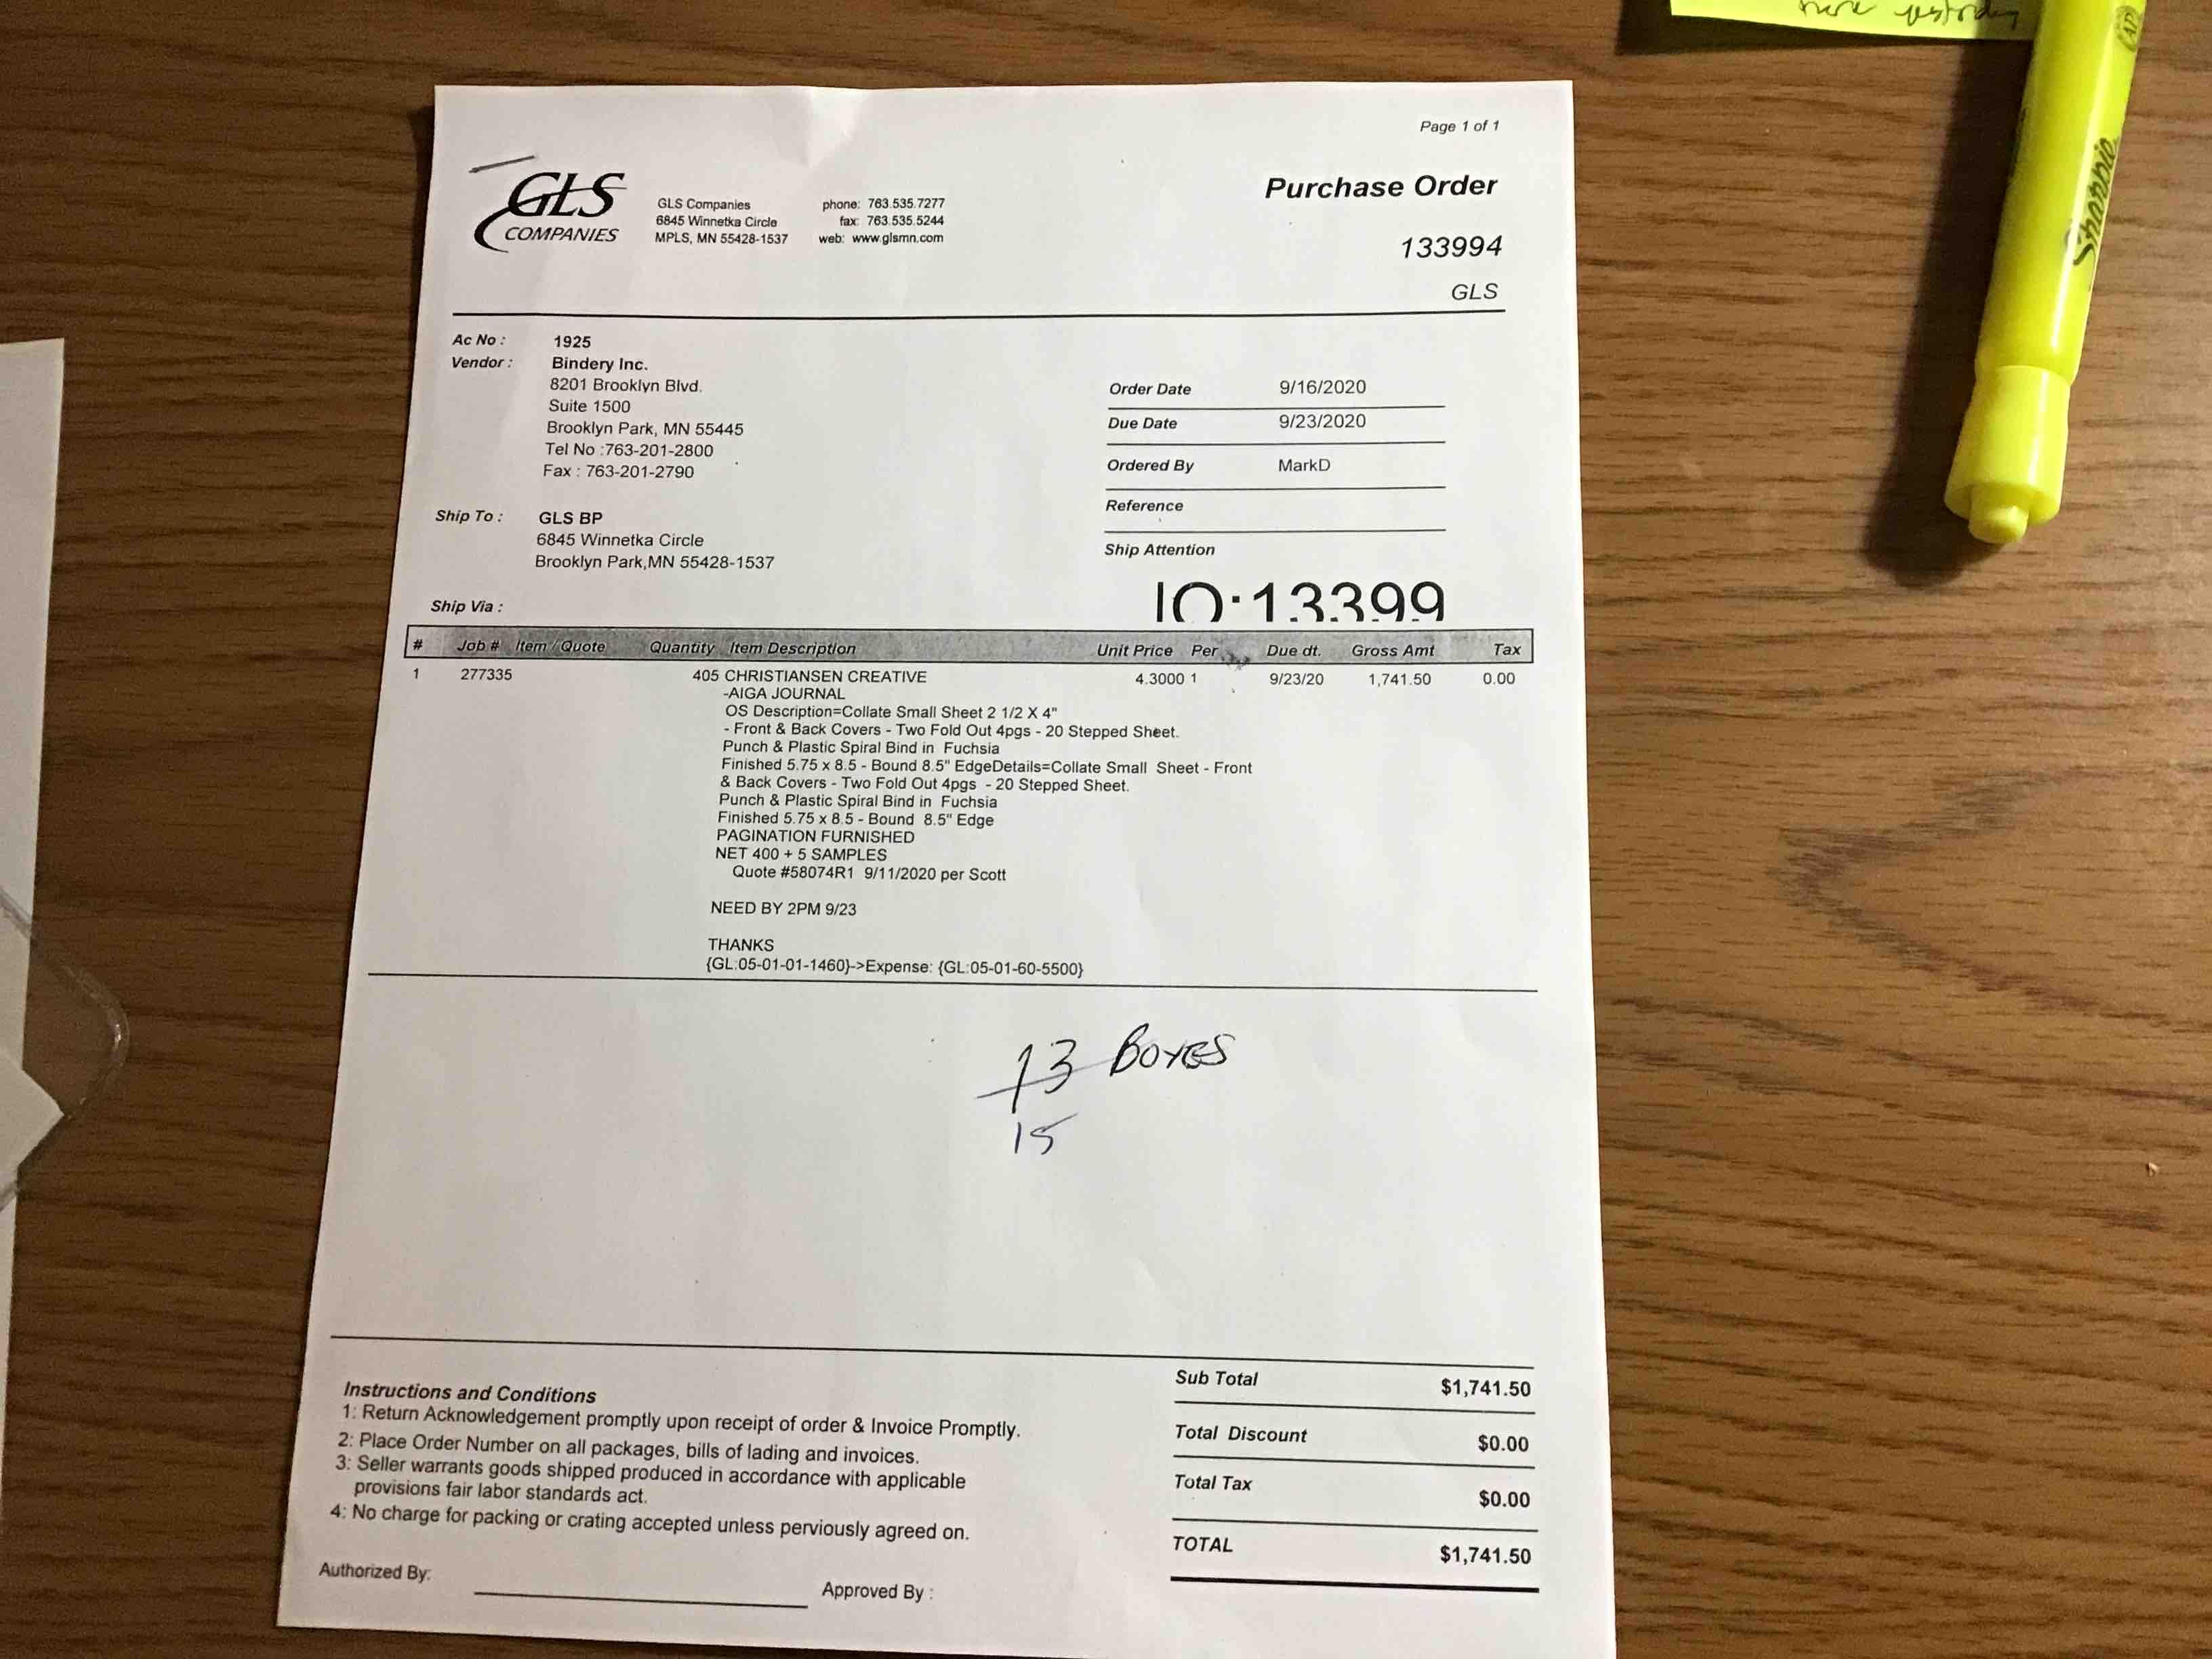 Page 1 of 1
GLS
COMPANIES
GLS Companies
6845 Winnetka Circle
MPLS, MN 55428-1537
phone: 763.535.7277
fax: 763.535.5244
web: www.glsmn.com
Purchase Order
133994
GLS
Ac No : 1925
Vendor : Bindery Inc.
8201 Brooklyn Blvd.
Suite 1500
Brooklyn Park, MN 55445
Tel No :763-201-2800
Fax : 763-201-2790
Order Date 9/16/2020
Due Date 9/23/2020
Ordered By MarkD
Reference
Ship Attention
Ship To : GLS BP
6845 Winnetka Circle
Brooklyn Park,MN 55428-1537
Ship Via :
13399
# Job # Item / Quote Quantity Item Description Unit Price Per Due dt. Gross Amt Tax
1 277335 405 CHRISTIANSEN CREATIVE 4.3000 1 9/23/20 1,741.50 0.00
-AIGA JOURNAL
OS Description=Collate Small Sheet 2 1/2 X 4"
- Front & Back Covers - Two Fold Out 4pgs - 20 Stepped Sheet.
Punch & Plastic Spiral Bind in Fuchsia
Finished 5.75 x 8.5 - Bound 8.5" EdgeDetails=Collate Small Sheet - Front
& Back Covers - Two Fold Out 4pgs - 20 Stepped Sheet.
Punch & Plastic Spiral Bind in Fuchsia
Finished 5.75 x 8.5 - Bound 8.5" Edge
PAGINATION FURNISHED
NET 400 + 5 SAMPLES
Quote #58074R1 9/11/2020 per Scott
NEED BY 2PM 9/23
THANKS
{GL:05-01-01-1460}->Expense: {GL:05-01-60-5500}
13 BOXES
15
Instructions and Conditions
1: Return Acknowledgement promptly upon receipt of order & Invoice Promptly.
2: Place Order Number on all packages, bills of lading and invoices.
3: Seller warrants goods shipped produced in accordance with applicable
provisions fair labor standards act.
4: No charge for packing or crating accepted unless perviously agreed on.
Authorized By:
Approved By :
Sub Total $1,741.50
Total Discount $0.00
Total Tax $0.00
TOTAL $1,741.50
Sharpie
AP
yesterday